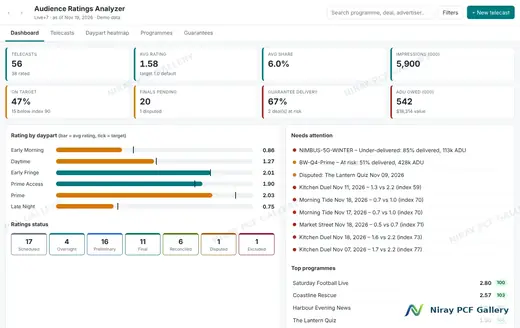 Audience Ratings Analyzer
Live+7 · as of Nov 18, 2026 · Demo data
Search programme, deal, advertiser..
Filters
+ New telecast
Dashboard
Telecasts
Daypart heatmap
Programmes
Guarantees
TELECASTS
56
38 rated
AVG RATING
1.58
target 1.0 default
AVG SHARE
6.0%
IMPRESSIONS (000)
5,900
ON TARGET
47%
15 below index 90
FINALS PENDING
20
1 disputed
GUARANTEE DELIVERY
67%
2 deal(s) at risk
ADU OWED (000)
542
Rating by daypart (bar = avg rating, tick = target)
Early Morning 0.86
Daytime 1.27
Early Fringe 2.01
Prime Access 1.90
Prime 2.03
Late Night 0.75
Ratings status
17 Scheduled
4 Overnight
16 Preliminary
11 Final
6 Reconciled
1 Disputed
1 Excluded
Needs attention
NIMBUS-5G-WINTER – Under-delivered: 85% delivered, 113k ADU
BW-Q4-Prime – At risk: 51% delivered, 428k ADU
Disputed: The Lantern Quiz Nov 09, 2026
Kitchen Duel Nov 11, 2026 – 1.3 vs 2.2 (index 59)
Morning Tide Nov 18, 2026 – 0.7 vs 1.0 (index 70)
Morning Tide Nov 17, 2026 – 0.7 vs 1.0 (index 70)
Market Street Nov 18, 2026 – 0.5 vs 0.7 (index 71)
Kitchen Duel Nov 18, 2026 – 1.6 vs 2.2 (index 73)
Kitchen Duel Nov 07, 2026 – 1.7 vs 2.2 (index 77)
Top programmes
Saturday Football Live 2.80 100
Coastline Rescue 2.57 103
Harbour Evening News
The Lantern Quiz
Niray PCF Gallery